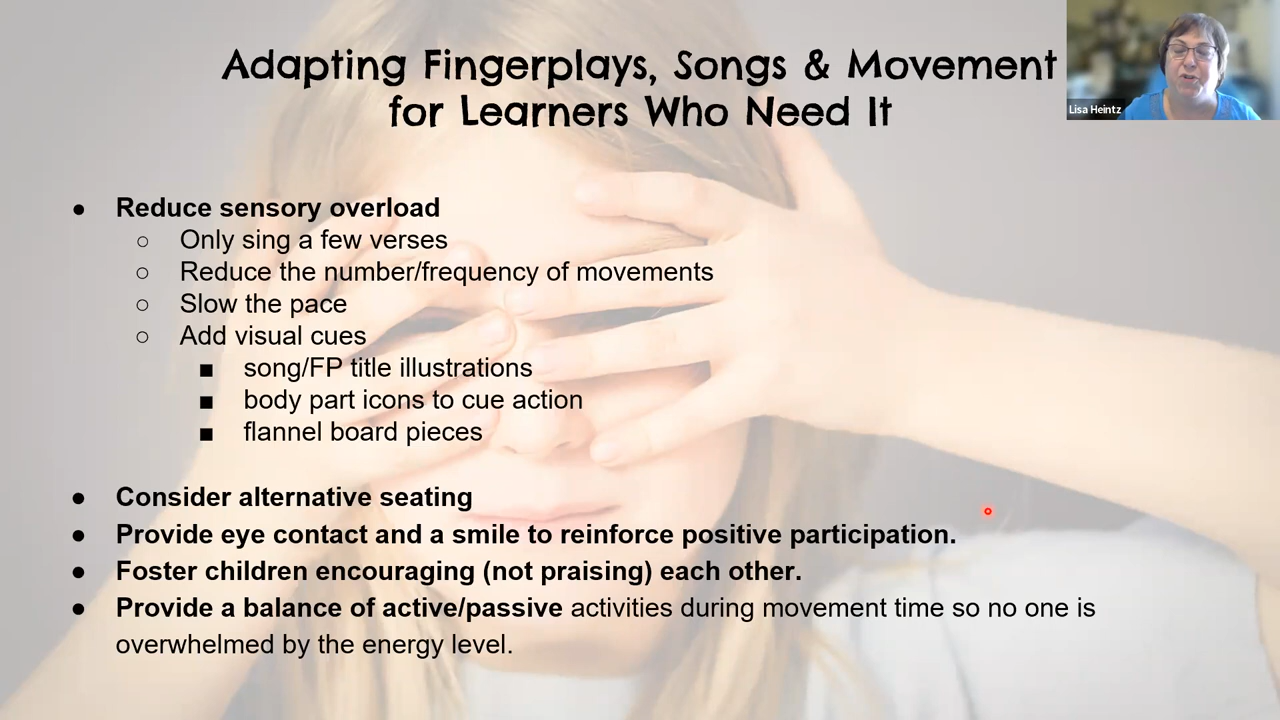 Adapting Fingerplays, Songs & Movement
for Learners Who Need It
Lisa Heintz
● Reduce sensory overload
○ Only sing a few verses
○ Reduce the number/frequency of movements
○ Slow the pace
○ Add visual cues
■ song/FP title illustrations
■ body part icons to cue action
■ flannel board pieces
● Consider alternative seating
● Provide eye contact and a smile to reinforce positive participation.
● Foster children encouraging (not praising) each other.
● Provide a balance of active/passive activities during movement time so no one is
overwhelmed by the energy level.